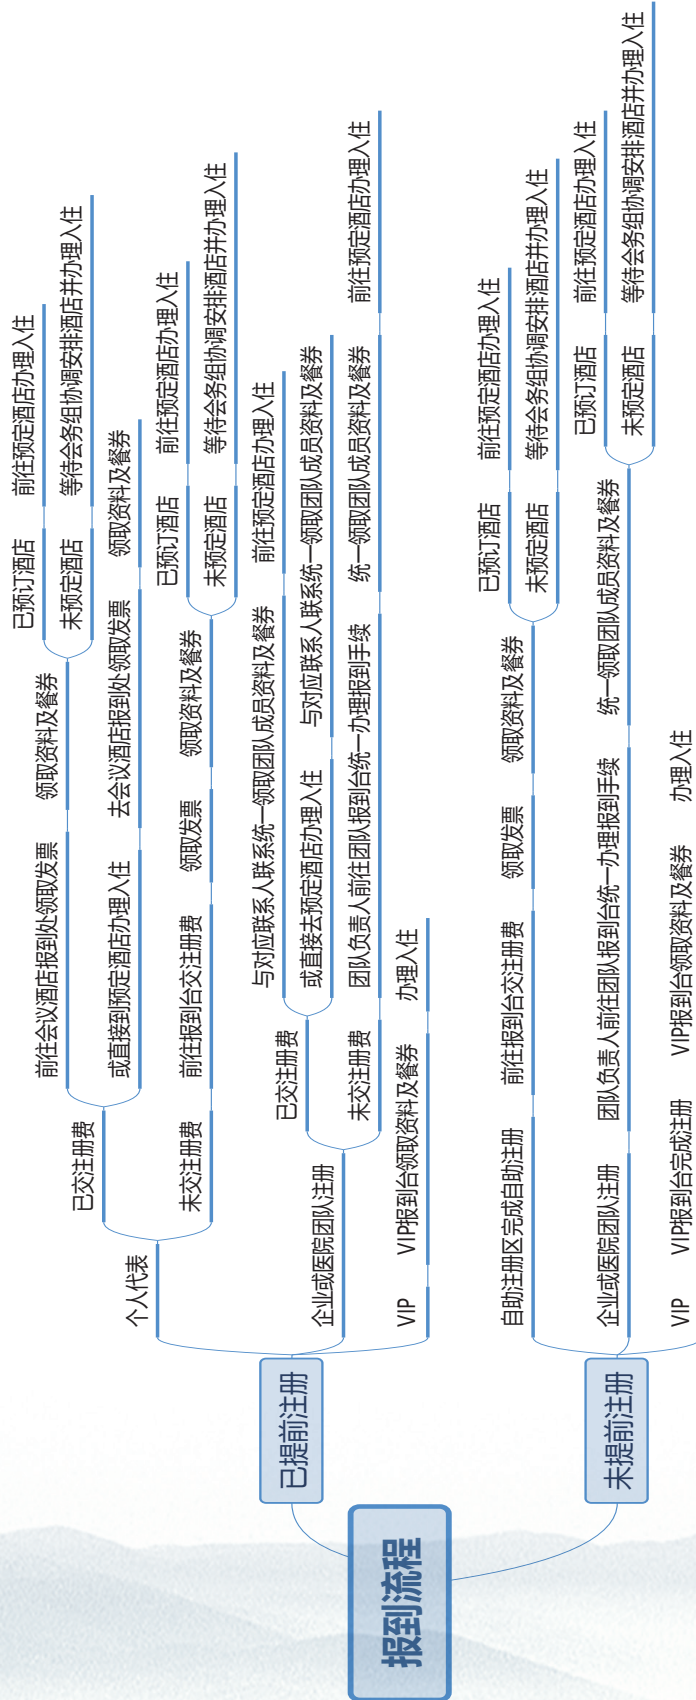 报到流程
已提前注册
个人代表
已交注册费
前往会议酒店报到处领取发票
领取资料及餐券
已预订酒店
前往预定酒店办理入住
未预定酒店
等待会务组协调安排酒店并办理入住
或直接到预定酒店办理入住
去会议酒店报到处领取发票
领取资料及餐券
未交注册费
前往报到台交注册费
领取发票
领取资料及餐券
已预订酒店
前往预定酒店办理入住
未预定酒店
等待会务组协调安排酒店并办理入住
企业或医院团队注册
已交注册费
与对应联系人联系统一领取团队成员资料及餐券
前往预定酒店办理入住
或直接去预定酒店办理入住
与对应联系人联系统一领取团队成员资料及餐券
未交注册费
团队负责人前往团队报到台统一办理报到手续
统一领取团队成员资料及餐券
前往预定酒店办理入住
VIP
VIP报到台领取资料及餐券
办理入住
未提前注册
自助注册区完成自助注册
前往报到台交注册费
领取发票
领取资料及餐券
已预订酒店
前往预定酒店办理入住
未预定酒店
等待会务组协调安排酒店并办理入住
企业或医院团队注册
团队负责人前往团队报到台统一办理报到手续
统一领取团队成员资料及餐券
已预订酒店
前往预定酒店办理入住
未预定酒店
等待会务组协调安排酒店并办理入住
VIP
VIP报到台完成注册
VIP报到台领取资料及餐券
办理入住